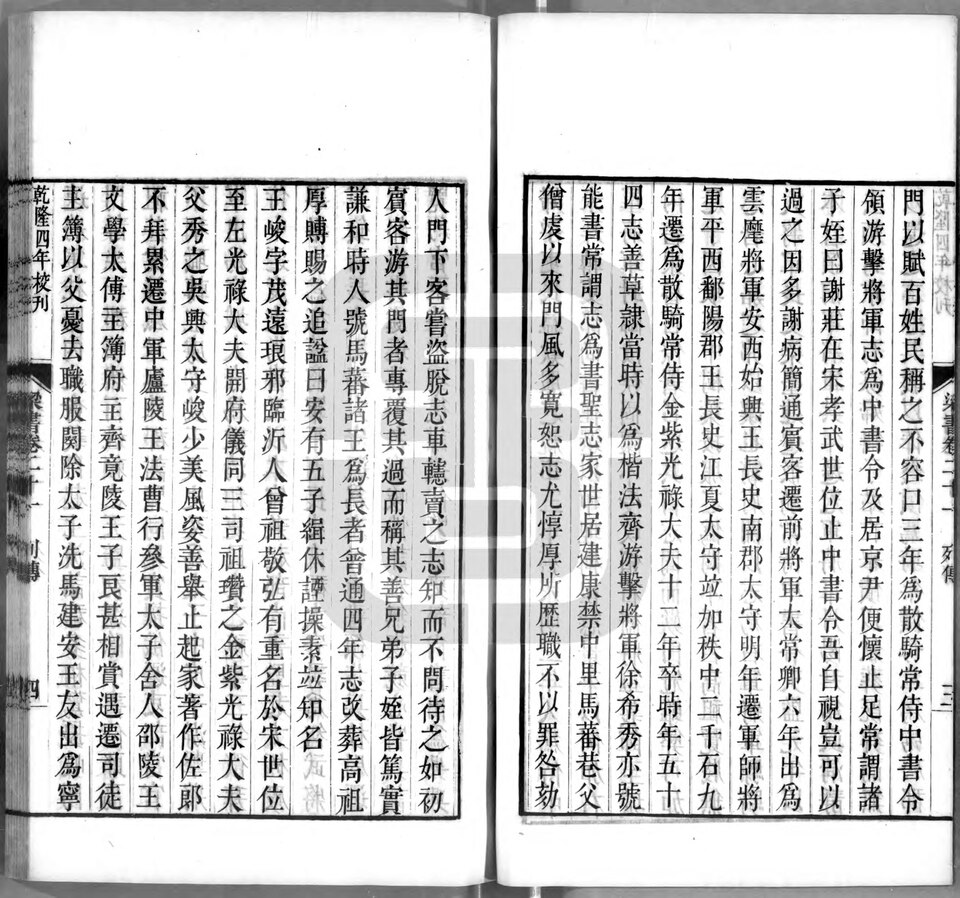 門以賦百姓民稱之不容口三年爲散騎常侍中書令
領游擊將軍志爲中書令及居京尹便懷止足常謂諸
子姪曰謝莊在宋孝武世位止中書令吾自視豈可以
過之因多謝病簡通賓客遷前將軍太常卿六年出爲
雲麾將軍安西始興王長史南郡太守明年遷軍師將
軍平西鄱陽郡王長史江夏太守竝加秩中二千石九
年遷爲散騎常侍金紫光祿大夫十二年卒時年五十
四志善草隸當時以爲楷法齊游擊將軍徐希秀亦號
能書常謂志爲書聖志家世居建康禁中里馬蕃巷父
僧虔以來門風多寬恕志尤惇厚所歷職不以罪咎劾
乾隆四年校刊
梁書卷二十一 列傳
三
人門下客嘗盜脫志車轄賣之志知而不問待之如初
賓客游其門者專覆其過而稱其善兄弟子姪皆篤實
謙和時人號馬蕃諸王爲長者普通四年志改葬高祖
厚賻賜之追諡曰安有五子緝休諲操素竝知名
王峻字茂遠琅邪臨沂人曾祖敬弘有重名於宋世位
至左光祿大夫開府儀同三司祖瓚之金紫光祿大夫
父秀之吳興太守峻少美風姿善舉止起家著作佐郎
不拜累遷中軍廬陵王法曹行參軍太子舍人邵陵王
文學太傅主簿府主齊竟陵王子良甚相賞遇遷司徒
主簿以父憂去職服闋除太子洗馬建安王友出爲寧
乾隆四年校刊
梁書卷二十一 列傳
四